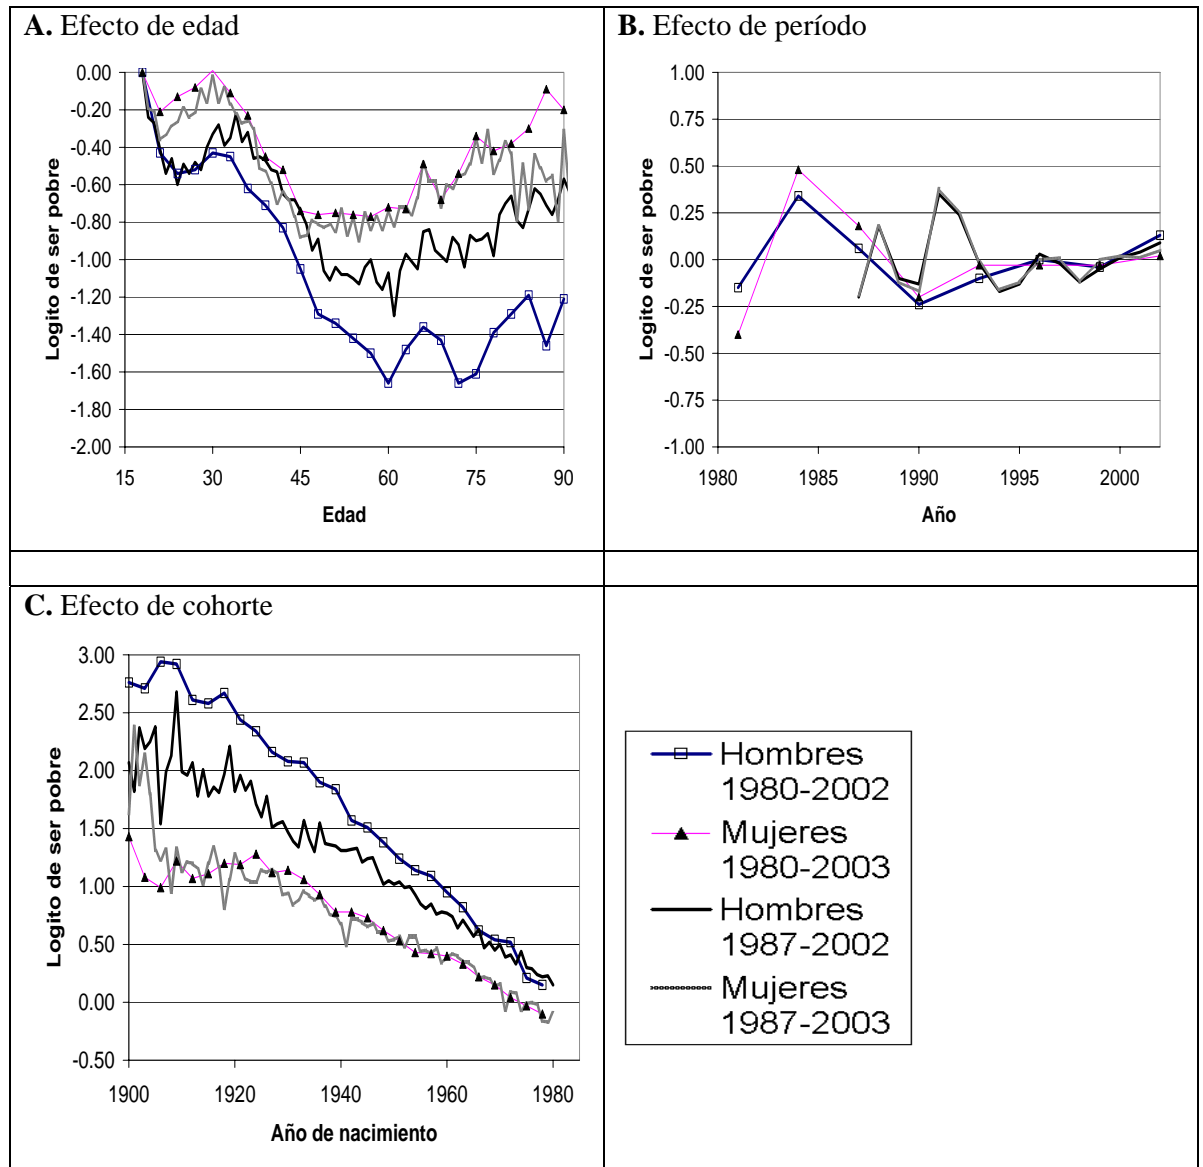 A. Efecto de edad
0.00
-0.20
-0.40
-0.60
-0.80
-1.00
-1.20
-1.40
-1.60
-1.80
-2.00
15 30 45 60 75 90
Logito de ser pobre
Edad
B. Efecto de período
1.00
0.75
0.50
0.25
0.00
-0.25
-0.50
-0.75
-1.00
1980 1985 1990 1995 2000
Logito de ser pobre
Año
C. Efecto de cohorte
3.00
2.50
2.00
1.50
1.00
0.50
0.00
-0.50
1900 1920 1940 1960 1980
Logito de ser pobre
Año de nacimiento
Hombres
1980-2002
Mujeres
1980-2003
Hombres
1987-2002
Mujeres
1987-2003